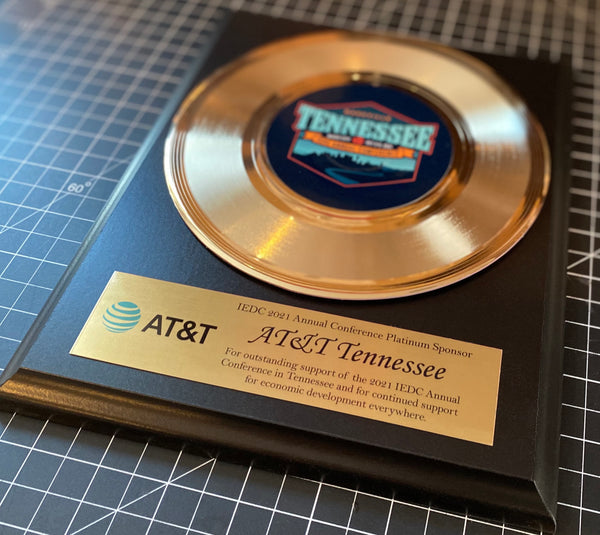 TENNESSEE
60°
AT&T
IEDC 2021 Annual Conference Platinum Sponsor
AT&T Tennessee
For outstanding support of the 2021 IEDC Annual
Conference in Tennessee and for continued support
for economic development everywhere.